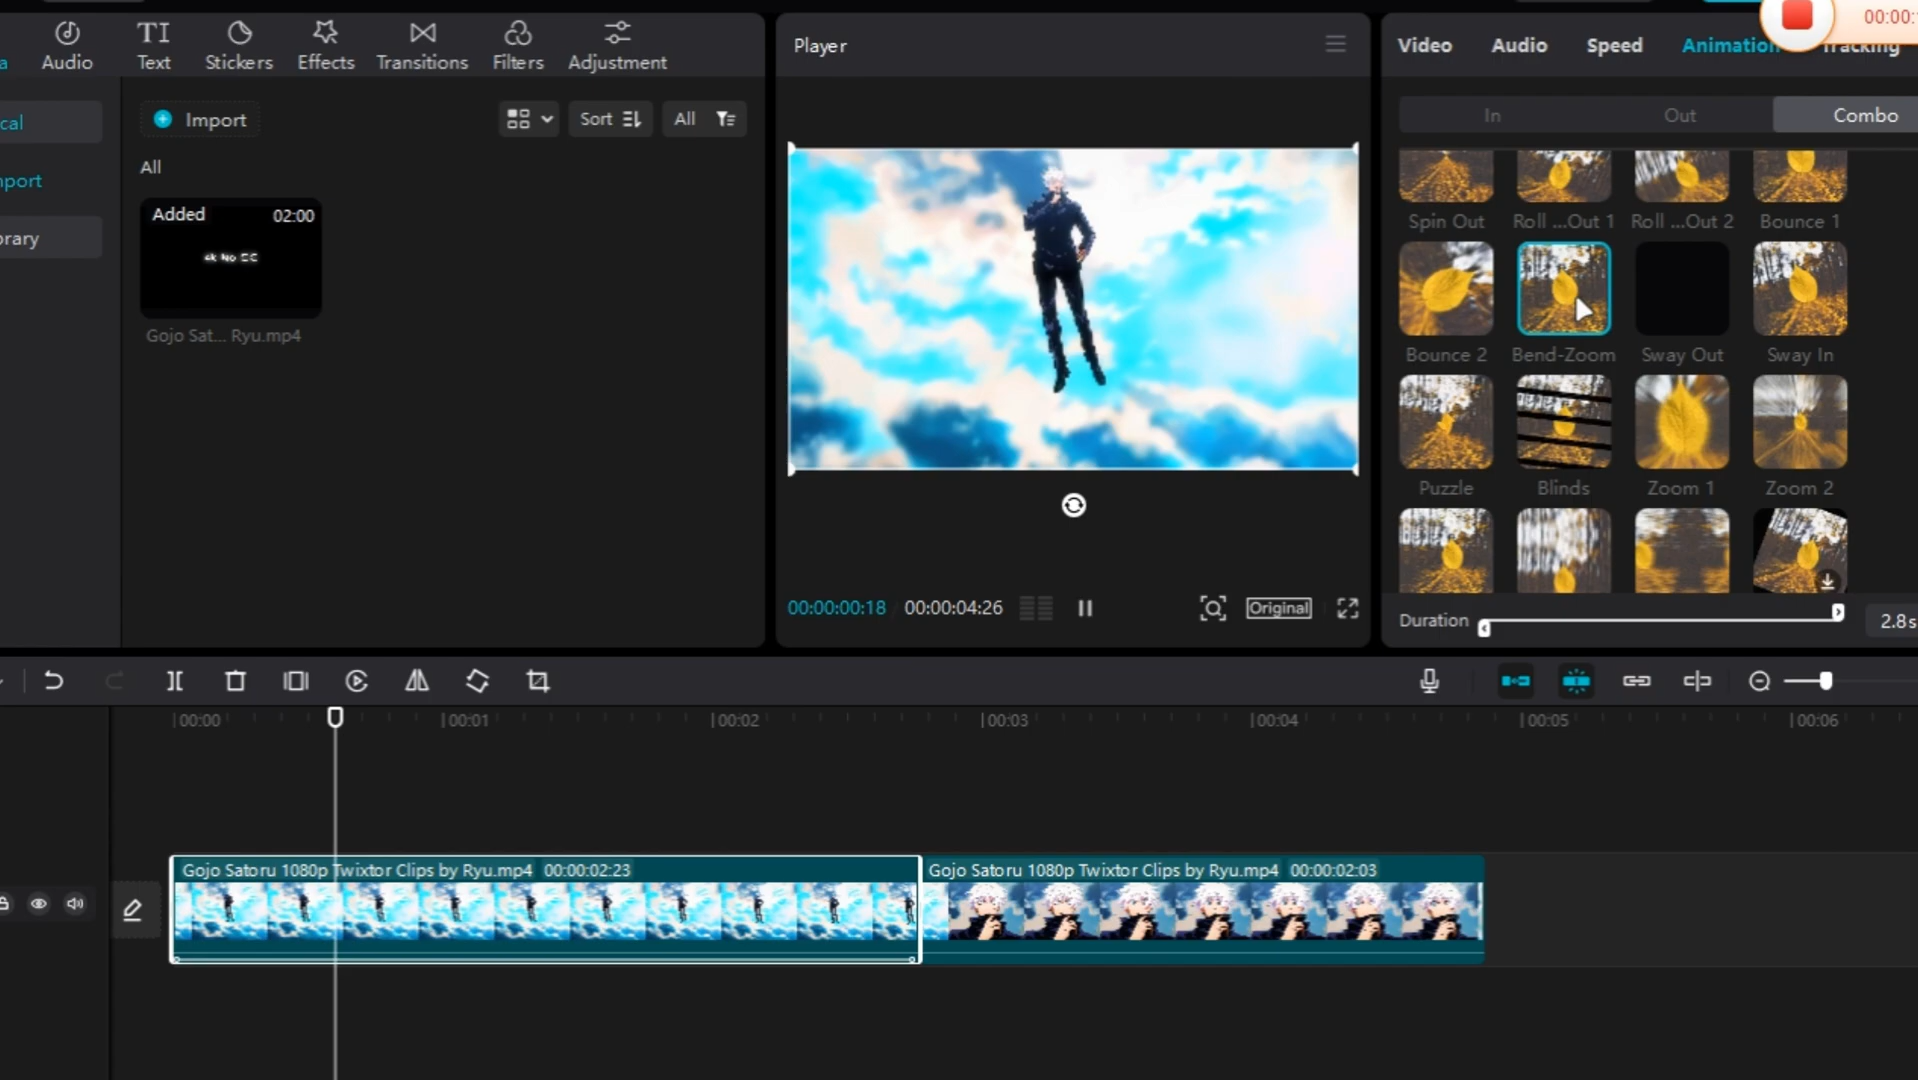 Audio
Text
Stickers
Effects
Transitions
Filters
Adjustment
Player
Video
Audio
Speed
Animation
Tracking
00:00:
cal
Import
Sort
All
In
Out
Combo
All
mport
brary
Added 02:00
4k No CC
Gojo Sat... Ryu.mp4
Spin Out
Roll ...Out 1
Roll ...Out 2
Bounce 1
Bounce 2
Bend-Zoom
Sway Out
Sway In
Puzzle
Blinds
Zoom 1
Zoom 2
00:00:00:18 00:00:04:26
Original
Duration
2.8s
00:00
00:01
00:02
00:03
00:04
00:05
00:06
Gojo Satoru 1080p Twixtor Clips by Ryu.mp4 00:00:02:23
Gojo Satoru 1080p Twixtor Clips by Ryu.mp4 00:00:02:03